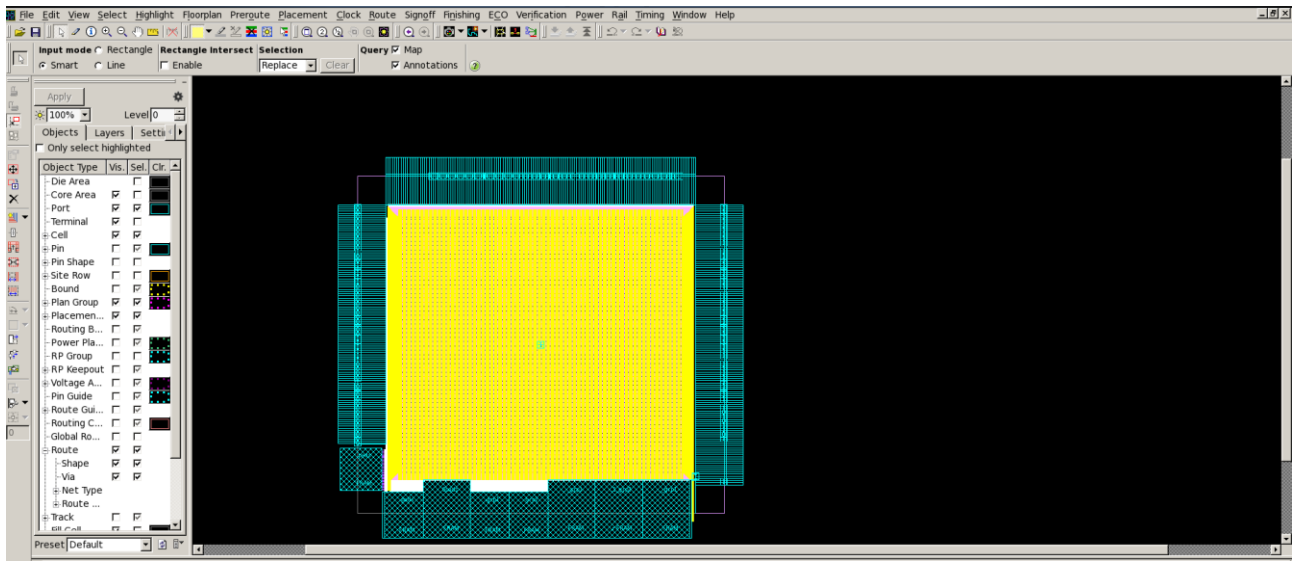 File Edit View Select Highlight Floorplan Preroute Placement Clock Route Signoff Finishing ECO Verification Power Rail Timing Window Help
Input mode Rectangle Rectangle Intersect Selection Query Map
Smart Line Enable Replace Clear Annotations
Apply
100% Level 0
Objects Layers Settin
Only select highlighted
Object Type Vis. Sel. Clr.
Die Area
Core Area
Port
Terminal
Cell
Pin
Pin Shape
Site Row
Bound
Plan Group
Placemen...
Routing B...
Power Pla...
RP Group
RP Keepout
Voltage A...
Pin Guide
Route Gui...
Routing C...
Global Ro...
0
Route
Shape
Via
Net Type
Route ...
Track
Fill Cell
Preset Default